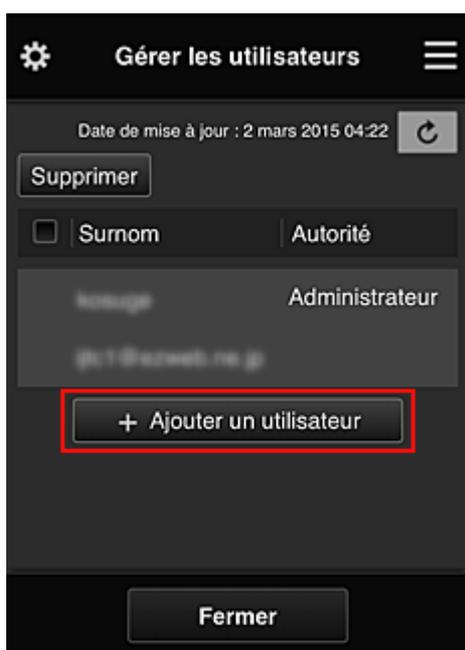 Gérer les utilisateurs
Date de mise à jour : 2 mars 2015 04:22
Supprimer
Surnom Autorité
Administrateur
+ Ajouter un utilisateur
Fermer